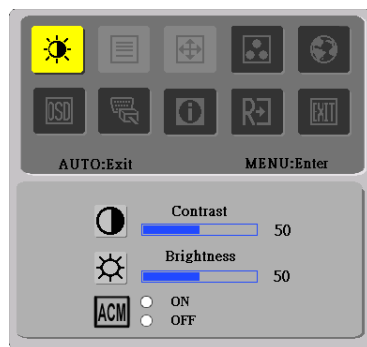 OSD
i
R
EXIT
AUTO:Exit MENU:Enter
Contrast
50
Brightness
50
ACM ON
OFF